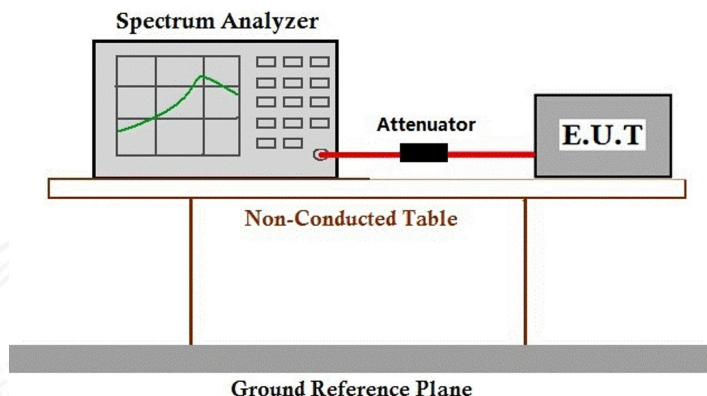 Spectrum Analyzer
Attenuator
E.U.T
Non-Conducted Table
Ground Reference Plane